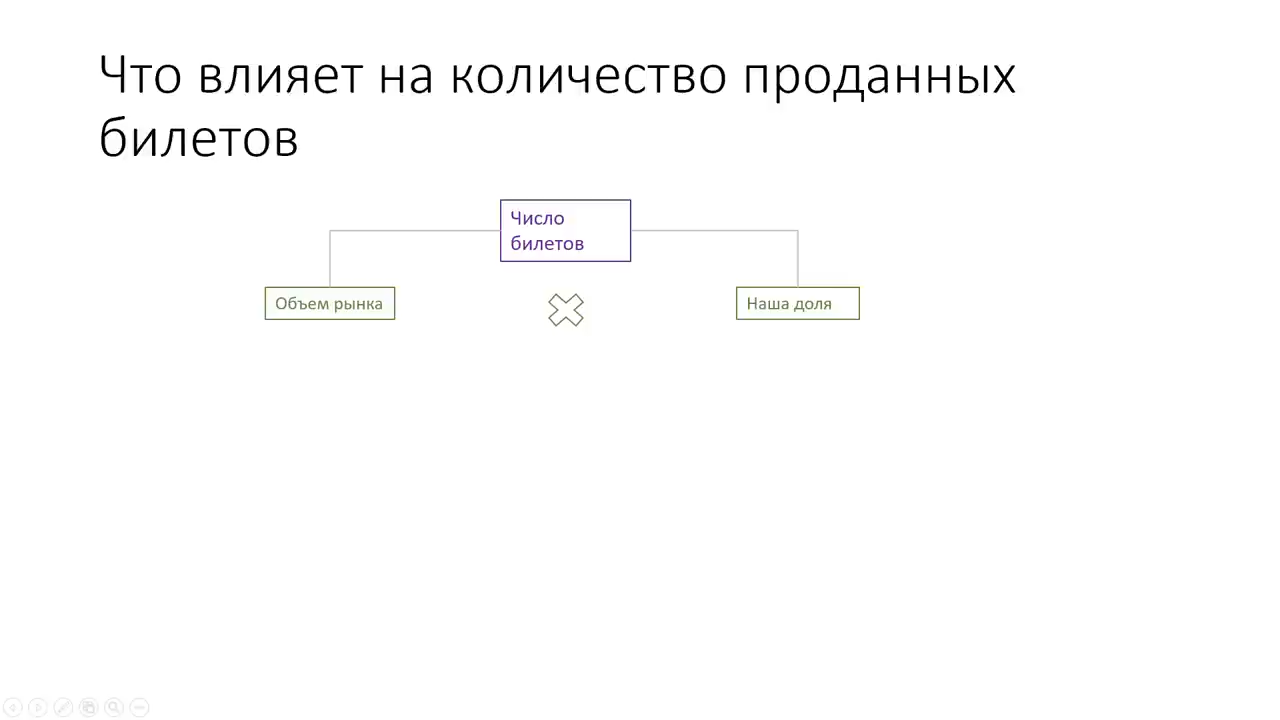 Что влияет на количество проданных
билетов
Число
билетов
Объем рынка
Наша доля